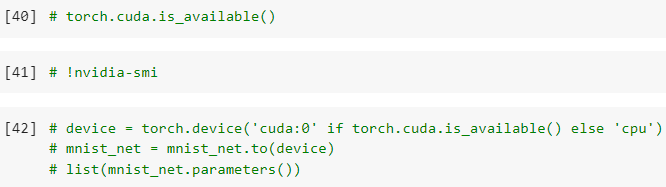 [40] # torch.cuda.is_available()
[41] # !nvidia-smi
[42] # device = torch.device('cuda:0' if torch.cuda.is_available() else 'cpu')
# mnist_net = mnist_net.to(device)
# list(mnist_net.parameters())